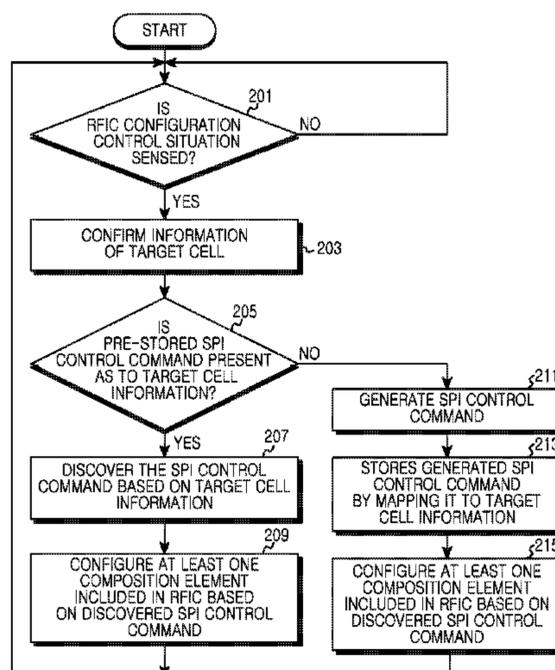 START
201
IS
RFIC CONFIGURATION
CONTROL SITUATION
SENSED?
NO
YES
CONFIRM INFORMATION
OF TARGET CELL
203
205
IS
PRE-STORED SPI
CONTROL COMMAND PRESENT
AS TO TARGET CELL
INFORMATION?
NO
YES
207
DISCOVER THE SPI CONTROL
COMMAND BASED ON TARGET CELL
INFORMATION
209
CONFIGURE AT LEAST ONE
COMPOSITION ELEMENT
INCLUDED IN RFIC BASED
ON DISCOVERED SPI CONTROL
COMMAND
211
GENERATE SPI CONTROL
COMMAND
213
STORES GENERATED SPI
CONTROL COMMAND
BY MAPPING IT TO TARGET
CELL INFORMATION
215
CONFIGURE AT LEAST ONE
COMPOSITION ELEMENT
INCLUDED IN RFIC BASED ON
DISCOVERED SPI CONTROL
COMMAND